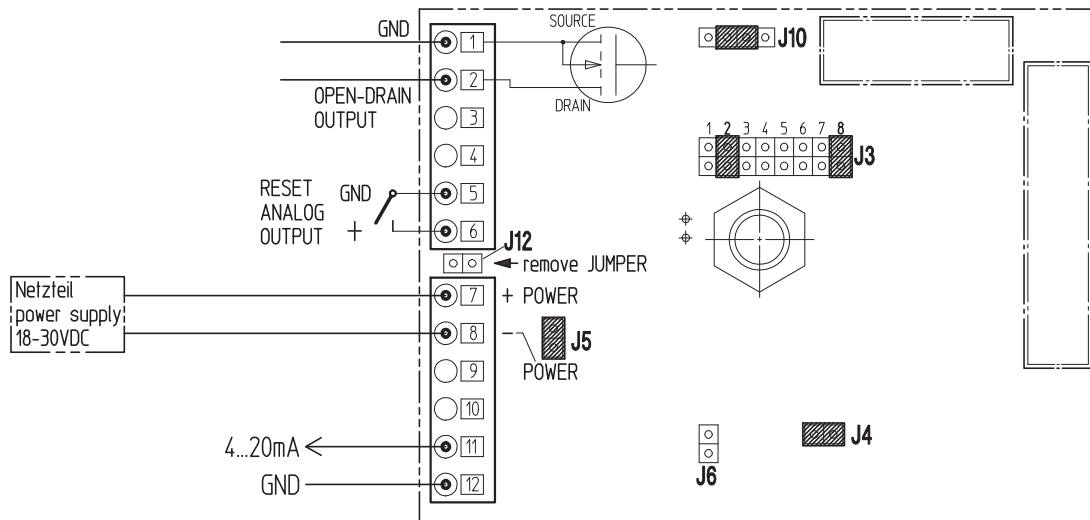 GND
SOURCE
1
J10
2
OPEN-DRAIN
OUTPUT
DRAIN
3
1 2 3 4 5 6 7 8
J3
4
RESET
ANALOG
OUTPUT
GND
5
+
6
J12
remove JUMPER
Netzteil
power supply
18-30VDC
7
+ POWER
8
-
J5
POWER
9
10
4...20mA
11
J4
GND
12
J6